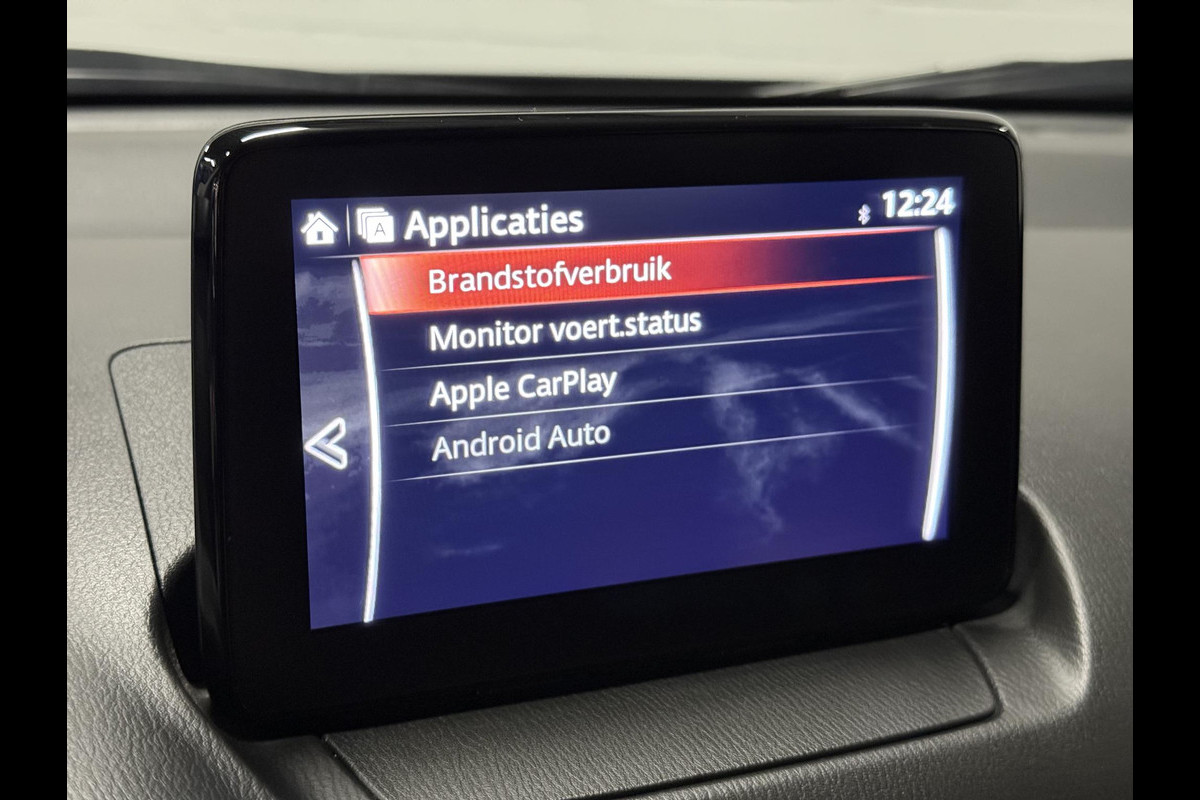 A Applicaties 12:24
Brandstofverbruik
Monitor voert.status
Apple CarPlay
Android Auto